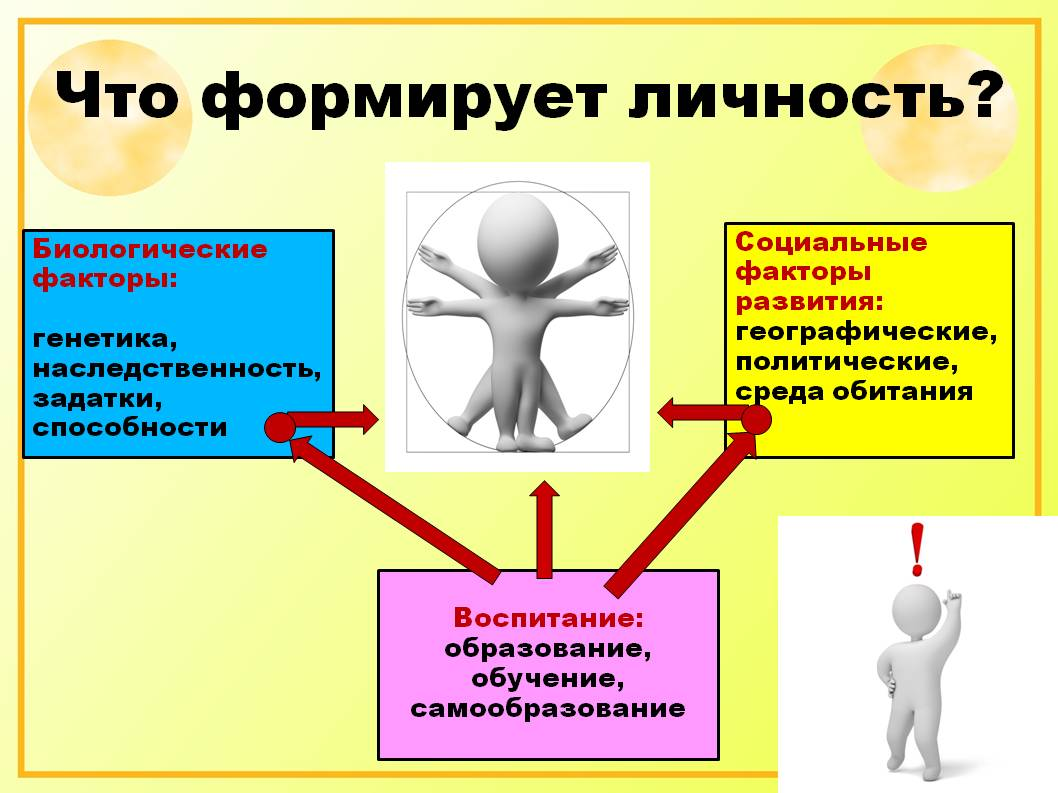 Что формирует личность?
Биологические
факторы:
генетика,
наследственность,
задатки,
способности
Социальные
факторы
развития:
географические,
политические,
среда обитания
Воспитание:
образование,
обучение,
самообразование